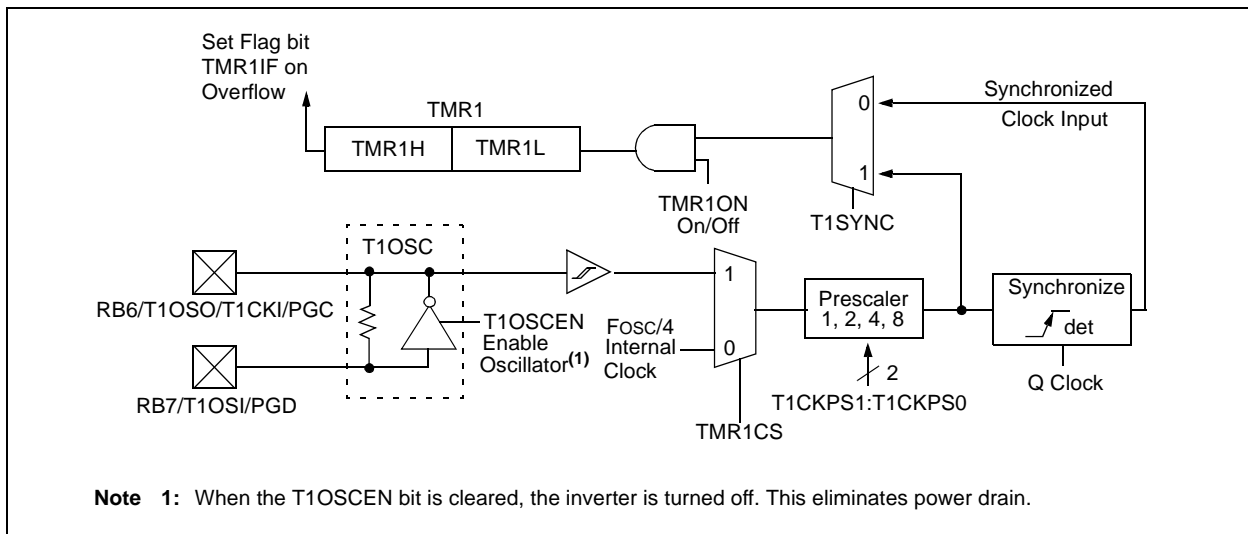 Set Flag bit
TMR1IF on
Overflow
TMR1
TMR1H
TMR1L
TMR1ON
On/Off
0
1
T1SYNC
Synchronized
Clock Input
T1OSC
RB6/T1OSO/T1CKI/PGC
RB7/T1OSI/PGD
T1OSCEN
Enable
Oscillator(1)
FOSC/4
Internal
Clock
1
0
TMR1CS
Prescaler
1, 2, 4, 8
2
T1CKPS1:T1CKPS0
Synchronize
det
Q Clock
Note 1: When the T1OSCEN bit is cleared, the inverter is turned off. This eliminates power drain.